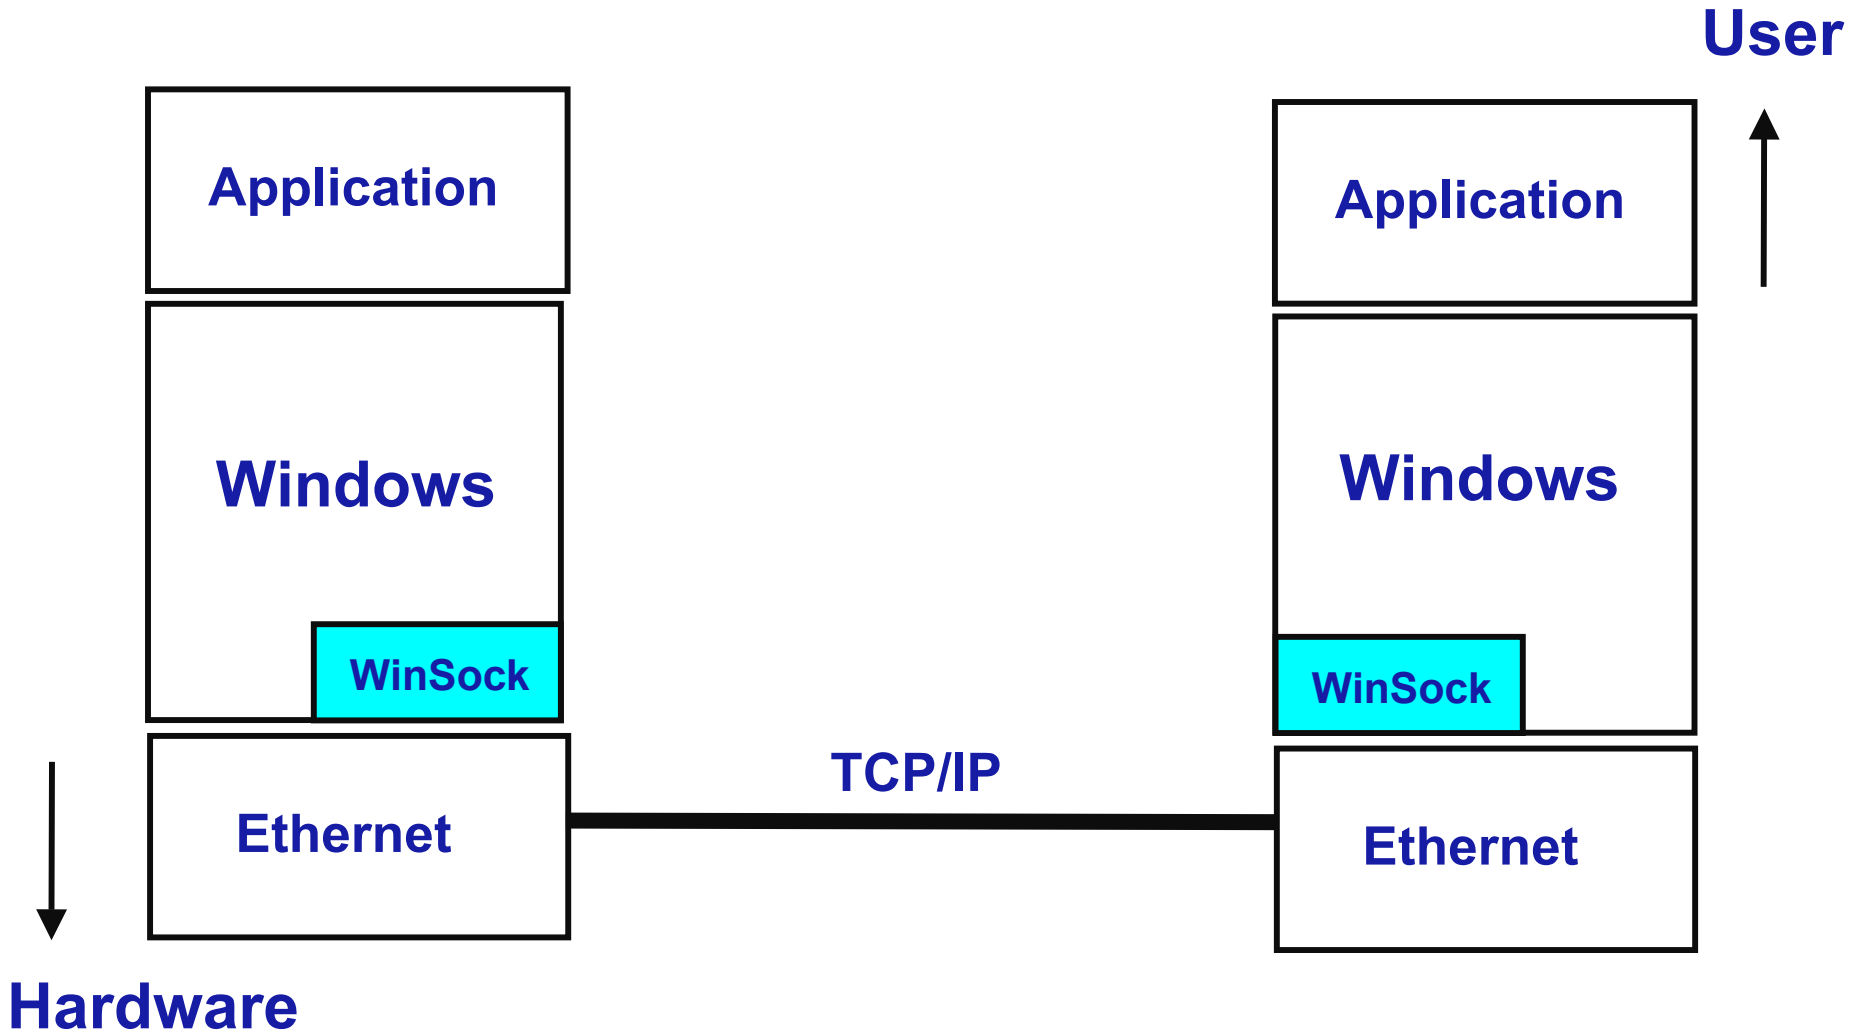 User
Application
Application
Windows
Windows
WinSock
WinSock
TCP/IP
Ethernet
Ethernet
Hardware